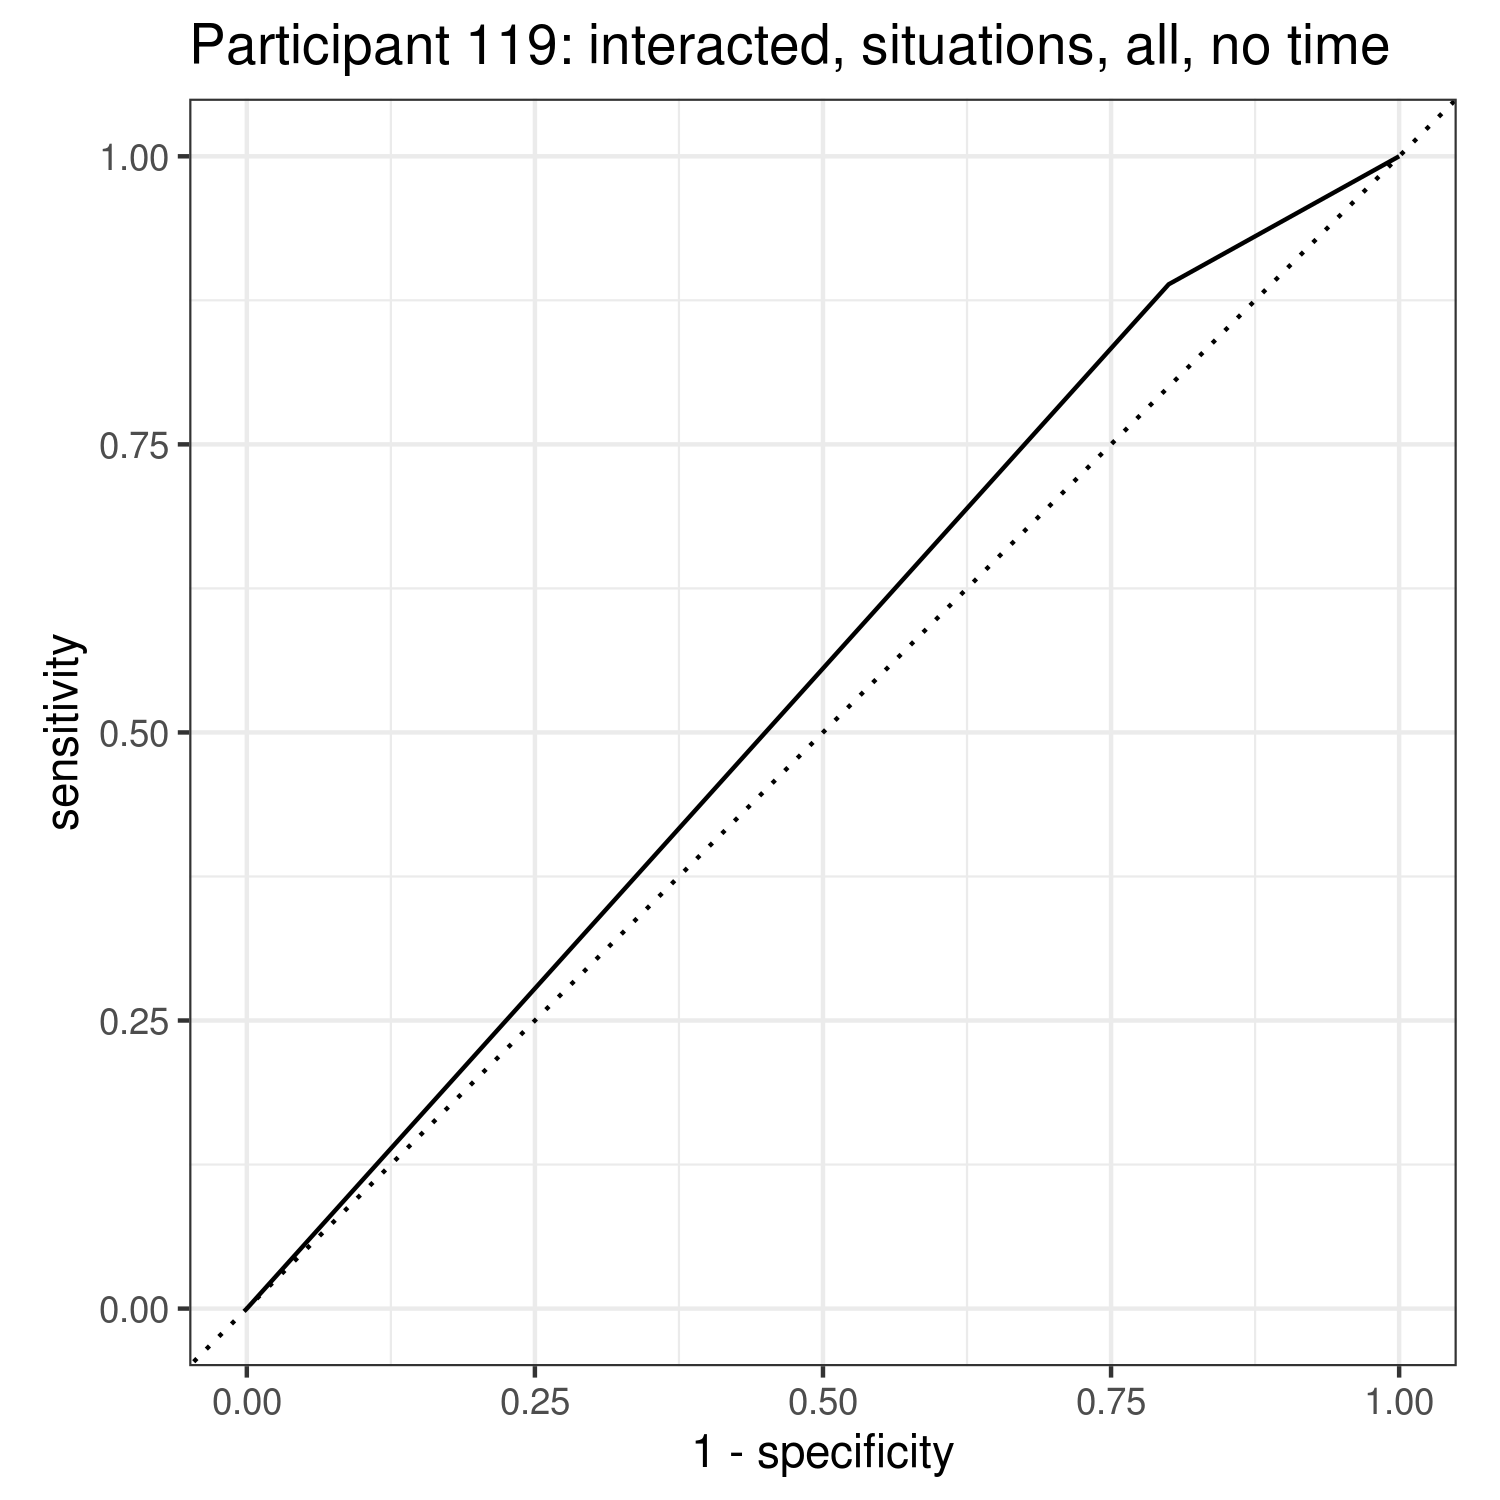 Participant 119: interacted, situations, all, no time
1.00
0.75
0.50
0.25
0.00
sensitivity
0.00 0.25 0.50 0.75 1.00
1 - specificity